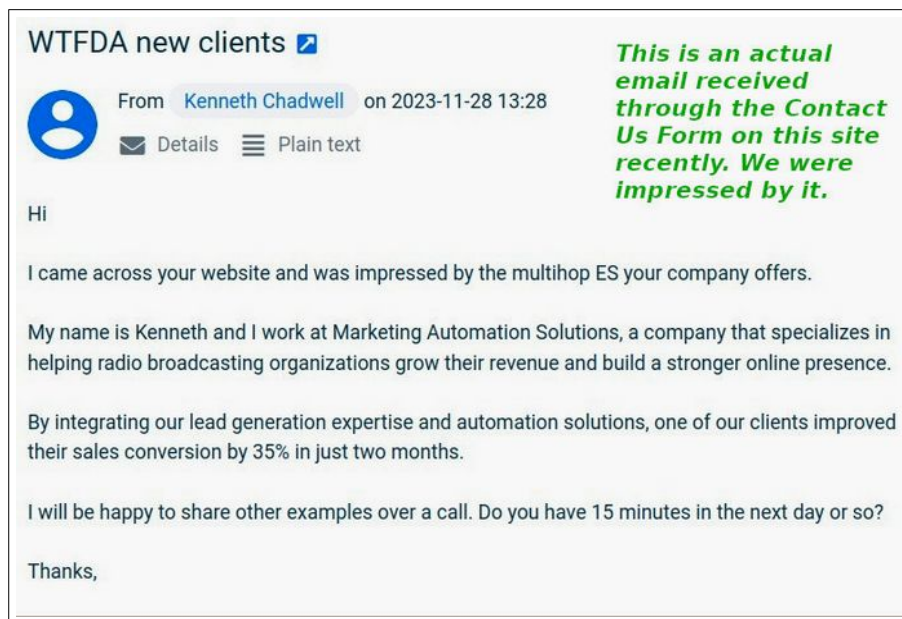 WTFDA new clients
This is an actual
email received
through the Contact
Us Form on this site
recently. We were
impressed by it.
From Kenneth Chadwell on 2023-11-28 13:28
Details Plain text
Hi
I came across your website and was impressed by the multihop ES your company offers.
My name is Kenneth and I work at Marketing Automation Solutions, a company that specializes in
helping radio broadcasting organizations grow their revenue and build a stronger online presence.
By integrating our lead generation expertise and automation solutions, one of our clients improved
their sales conversion by 35% in just two months.
I will be happy to share other examples over a call. Do you have 15 minutes in the next day or so?
Thanks,